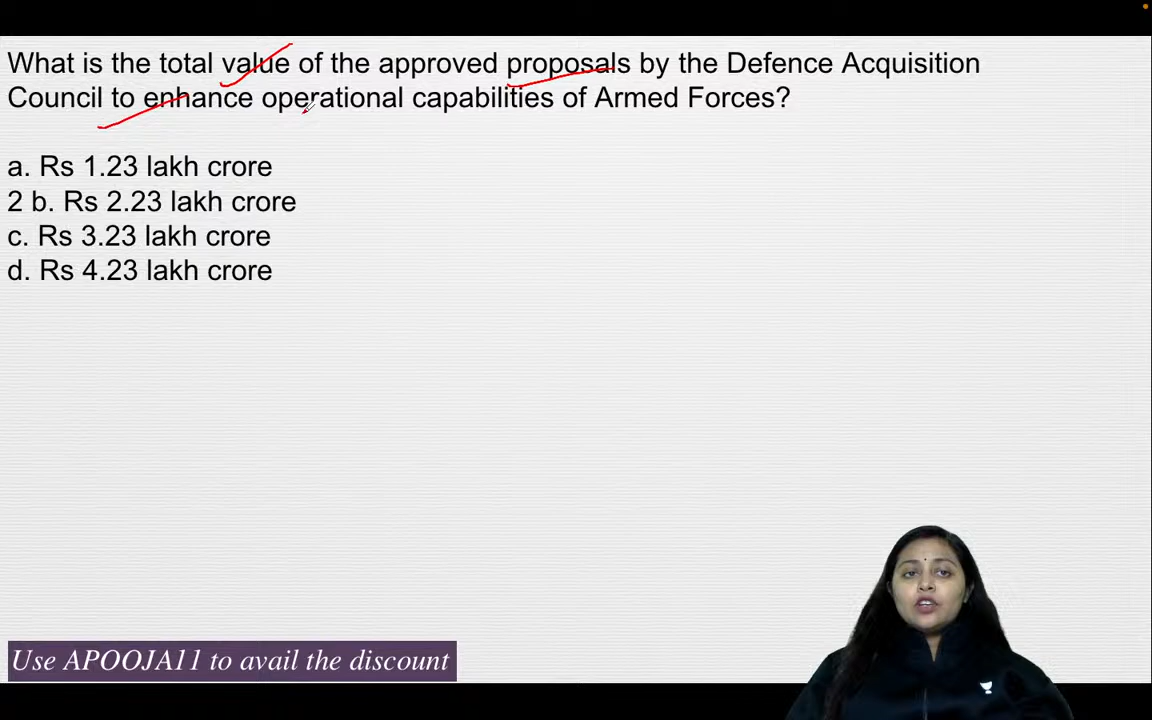 What is the total value of the approved proposals by the Defence Acquisition
Council to enhance operational capabilities of Armed Forces?
a. Rs 1.23 lakh crore
2 b. Rs 2.23 lakh crore
c. Rs 3.23 lakh crore
d. Rs 4.23 lakh crore
Use APOOJA11 to avail the discount